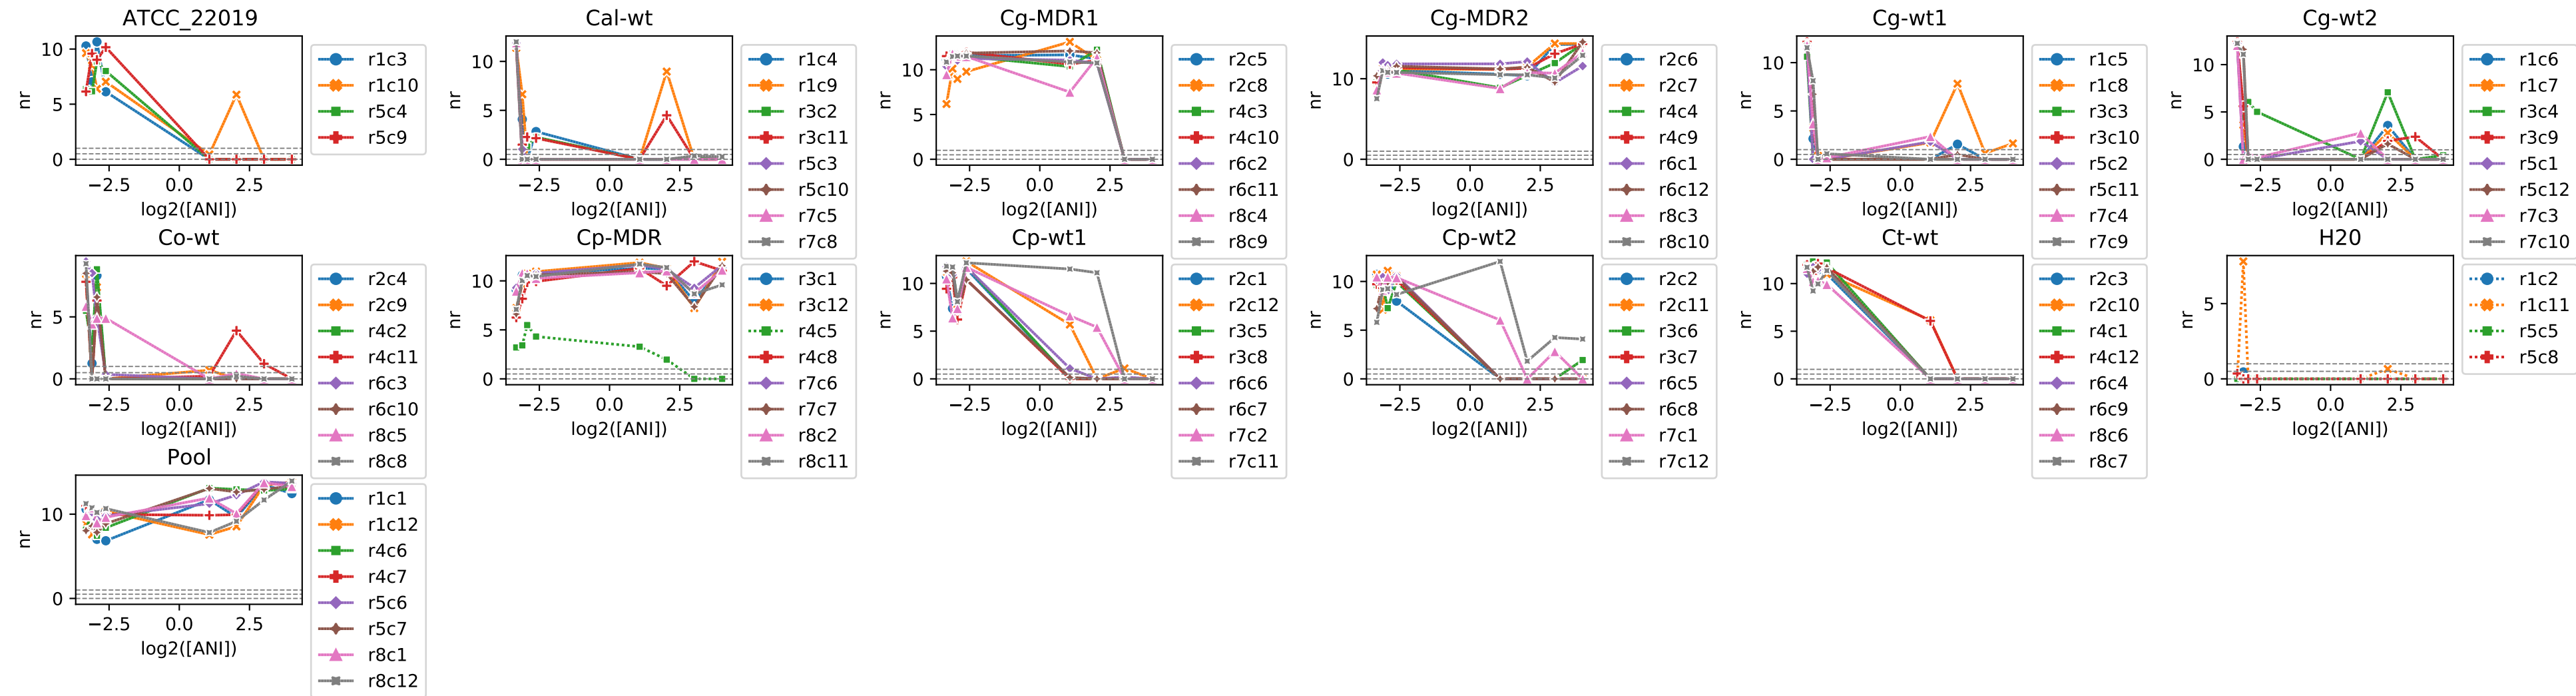 ATCC_22019
nr
10
5
0
−2.5 0.0 2.5
log2([ANI])
r1c3
r1c10
r5c4
r5c9
Cal-wt
nr
10
5
0
−2.5 0.0 2.5
log2([ANI])
r1c4
r1c9
r3c2
r3c11
r5c3
r5c10
r7c5
r7c8
Cg-MDR1
nr
10
0
−2.5 0.0 2.5
log2([ANI])
r2c5
r2c8
r4c3
r4c10
r6c2
r6c11
r8c4
r8c9
Cg-MDR2
nr
10
0
−2.5 0.0 2.5
log2([ANI])
r2c6
r2c7
r4c4
r4c9
r6c1
r6c12
r8c3
r8c10
Cg-wt1
nr
10
5
0
−2.5 0.0 2.5
log2([ANI])
r1c5
r1c8
r3c3
r3c10
r5c2
r5c11
r7c4
r7c9
Cg-wt2
nr
10
5
0
−2.5 0.0 2.5
log2([ANI])
r1c6
r1c7
r3c4
r3c9
r5c1
r5c12
r7c3
r7c10
Co-wt
nr
5
0
−2.5 0.0 2.5
log2([ANI])
r2c4
r2c9
r4c2
r4c11
r6c3
r6c10
r8c5
r8c8
Cp-MDR
nr
10
5
0
−2.5 0.0 2.5
log2([ANI])
r3c1
r3c12
r4c5
r4c8
r7c6
r7c7
r8c2
r8c11
Cp-wt1
nr
10
5
0
−2.5 0.0 2.5
log2([ANI])
r2c1
r2c12
r3c5
r3c8
r6c6
r6c7
r7c2
r7c11
Cp-wt2
nr
10
5
0
−2.5 0.0 2.5
log2([ANI])
r2c2
r2c11
r3c6
r3c7
r6c5
r6c8
r7c1
r7c12
Ct-wt
nr
10
5
0
−2.5 0.0 2.5
log2([ANI])
r2c3
r2c10
r4c1
r4c12
r6c4
r6c9
r8c6
r8c7
H20
nr
5
0
−2.5 0.0 2.5
log2([ANI])
r1c2
r1c11
r5c5
r5c8
Pool
nr
10
0
−2.5 0.0 2.5
log2([ANI])
r1c1
r1c12
r4c6
r4c7
r5c6
r5c7
r8c1
r8c12